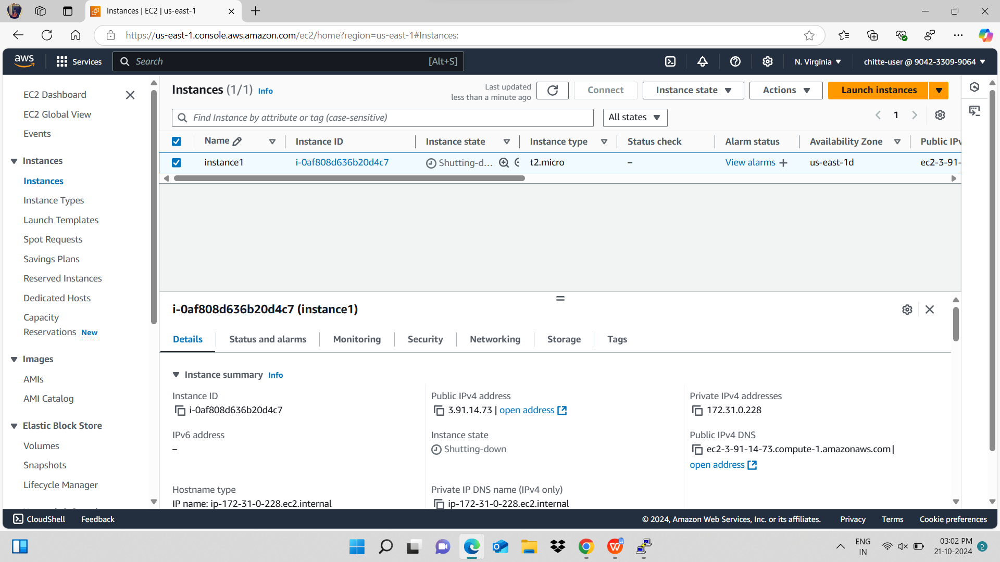 Instances | EC2 | us-east-1
https://us-east-1.console.aws.amazon.com/ec2/home?region=us-east-1#Instances:
aws
Services
Search
[Alt+S]
N. Virginia
chitte-user @ 9042-3309-9064
EC2 Dashboard
EC2 Global View
Events
Instances
Instances
Instance Types
Launch Templates
Spot Requests
Savings Plans
Reserved Instances
Dedicated Hosts
Capacity
Reservations New
Images
AMIs
AMI Catalog
Elastic Block Store
Volumes
Snapshots
Lifecycle Manager
Instances (1/1) Info
Last updated
less than a minute ago
Connect
Instance state
Actions
Launch instances
Find Instance by attribute or tag (case-sensitive)
All states
1
Name
Instance ID
Instance state
Instance type
Status check
Alarm status
Availability Zone
Public IPv
instance1
i-0af808d636b20d4c7
Shutting-d...
t2.micro
–
View alarms +
us-east-1d
ec2-3-91-
i-0af808d636b20d4c7 (instance1)
Details
Status and alarms
Monitoring
Security
Networking
Storage
Tags
Instance summary Info
Instance ID
i-0af808d636b20d4c7
Public IPv4 address
3.91.14.73 | open address
Private IPv4 addresses
172.31.0.228
IPv6 address
–
Instance state
Shutting-down
Public IPv4 DNS
ec2-3-91-14-73.compute-1.amazonaws.com |
open address
Hostname type
IP name: ip-172-31-0-228.ec2.internal
Private IP DNS name (IPv4 only)
ip-172-31-0-228.ec2.internal
CloudShell
Feedback
© 2024, Amazon Web Services, Inc. or its affiliates.
Privacy
Terms
Cookie preferences
ENG
IN
03:02 PM
21-10-2024
2